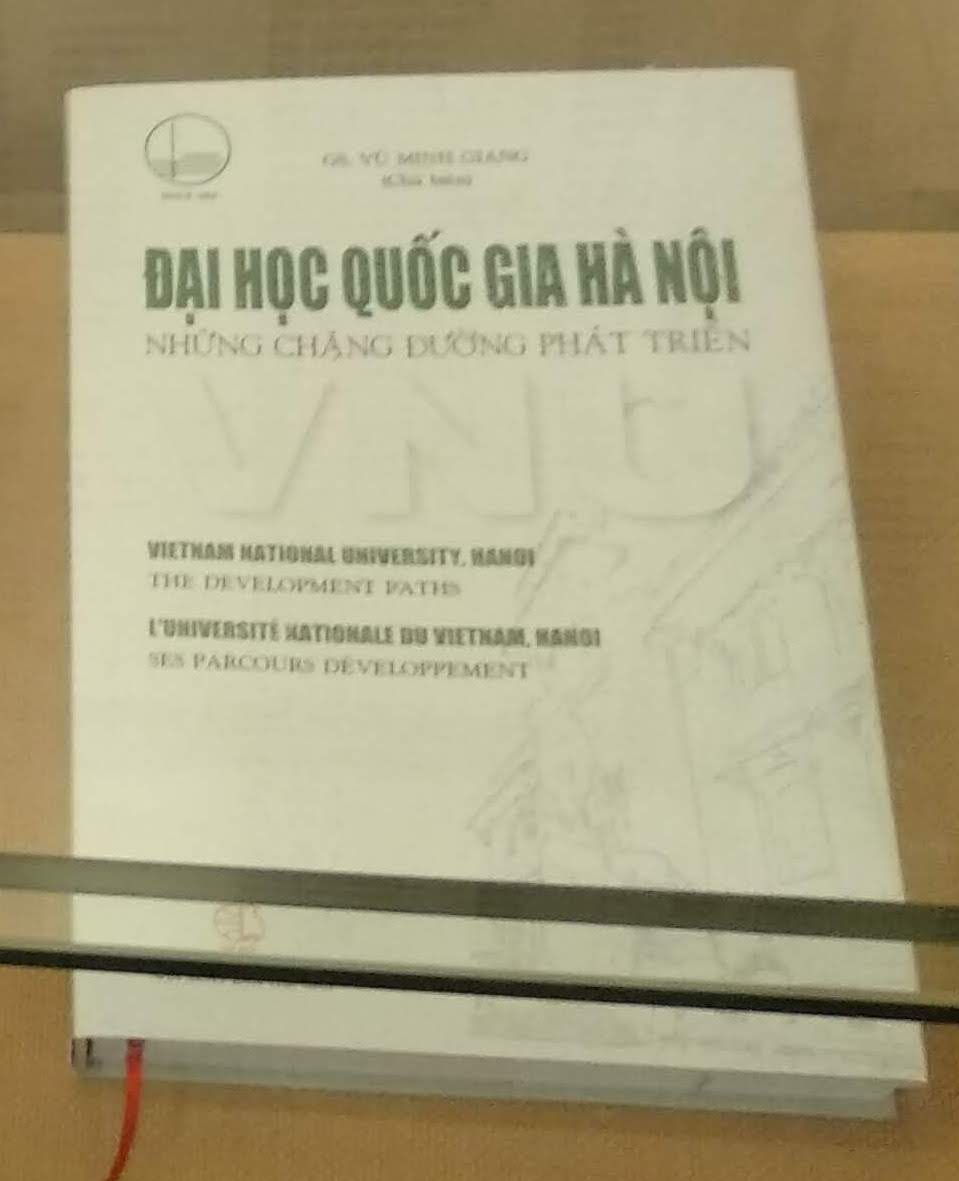 GS. VŨ MINH GIANG
(Chủ biên)
ĐẠI HỌC QUỐC GIA HÀ NỘI
NHỮNG CHẶNG ĐƯỜNG PHÁT TRIỂN
VNU
VIETNAM NATIONAL UNIVERSITY, HANOI
THE DEVELOPMENT PATHS
L'UNIVERSITÉ NATIONALE DU VIETNAM, HANOI
SES PARCOURS DÉVELOPPEMENT